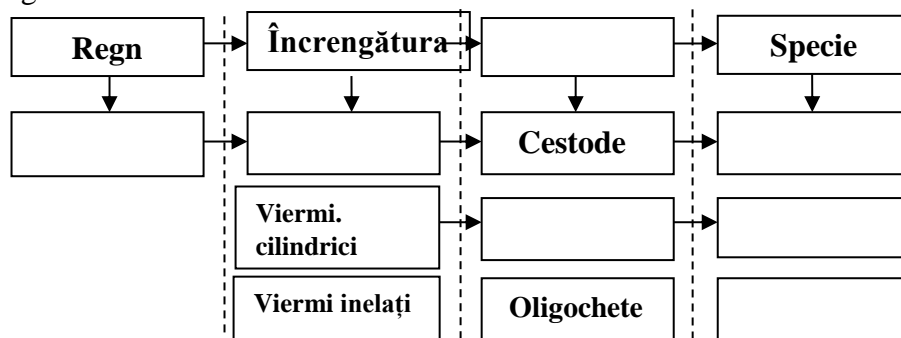 Regn
Încrengătura
Specie
Cestode
Viermi.
cilindrici
Viermi inelați
Oligochete